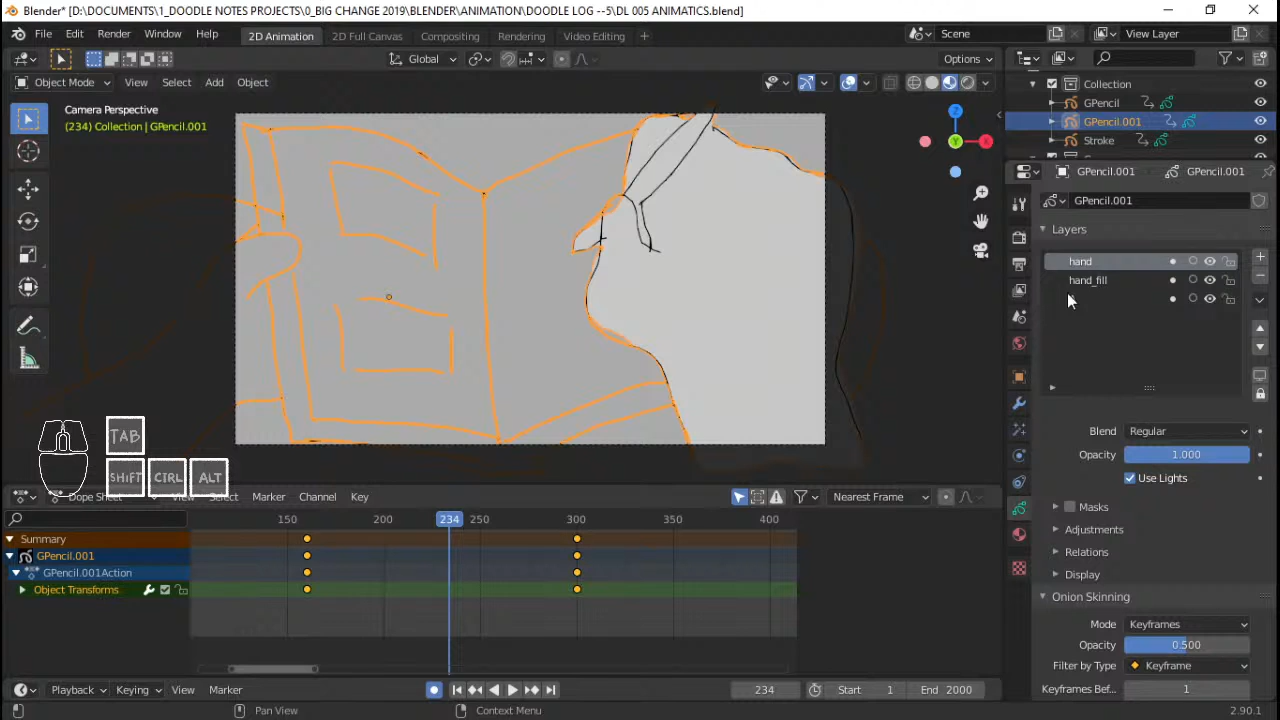 Blender* [D:\DOCUMENTS\1_DOODLE NOTES PROJECTS\0_BIG CHANGE 2019\BLENDER\ANIMATION\DOODLE LOG --5\DL 005 ANIMATICS.blend]
File Edit Render Window Help 2D Animation 2D Full Canvas Compositing Rendering Video Editing + Scene View Layer
Global Options
Object Mode View Select Add Object
Collection
GPencil
GPencil.001
Stroke
Camera Perspective
(234) Collection | GPencil.001
GPencil.001 GPencil.001
GPencil.001
Layers
hand
hand_fill
Blend Regular
Opacity 1.000
Use Lights
Masks
Adjustments
Relations
Display
Onion Skinning
Mode Keyframes
Opacity 0.500
Filter by Type Keyframe
Keyframes Bef... 1
TAB
SHiFT CTRL ALT
Dope Sheet View Select Marker Channel Key Nearest Frame
150 200 234 250 300 350 400
Summary
GPencil.001
GPencil.001Action
Object Transforms
Playback Keying View Marker 234 Start 1 End 2000
Pan View Context Menu 2.90.1